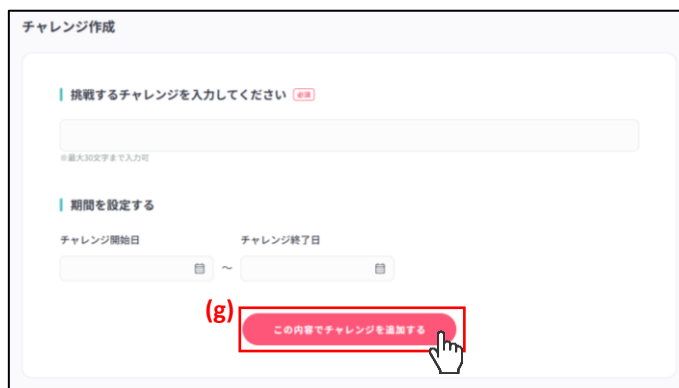 チャレンジ作成
挑戦するチャレンジを入力してください 必須
※最大30文字まで入力可
期間を設定する
チャレンジ開始日 チャレンジ終了日
～
(g)
この内容でチャレンジを追加する